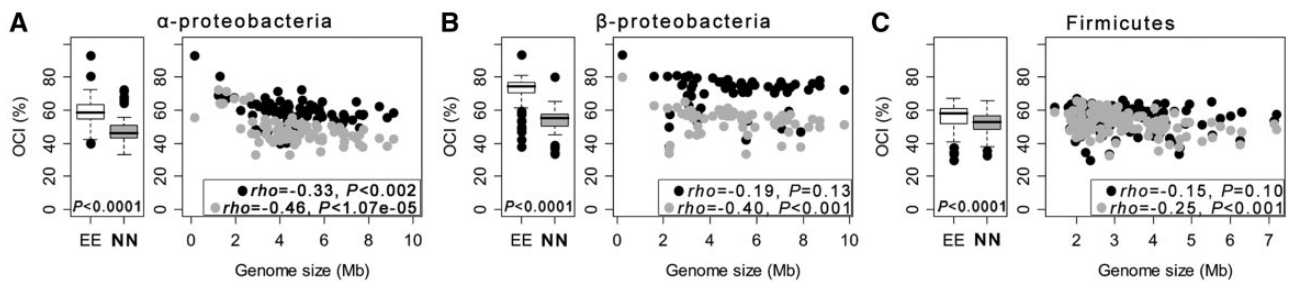 A
α-proteobacteria
OCI (%)
0 20 40 60 80
P<0.0001
EE NN
rho=-0.33, P<0.002
rho=-0.46, P<1.07e-05
0 2 4 6 8 10
Genome size (Mb)
B
β-proteobacteria
OCI (%)
0 20 40 60 80
P<0.0001
EE NN
rho=-0.19, P=0.13
rho=-0.40, P<0.001
0 2 4 6 8 10
Genome size (Mb)
C
Firmicutes
OCI (%)
0 20 40 60 80
P<0.0001
EE NN
rho=-0.15, P=0.10
rho=-0.25, P<0.001
2 3 4 5 6 7
Genome size (Mb)